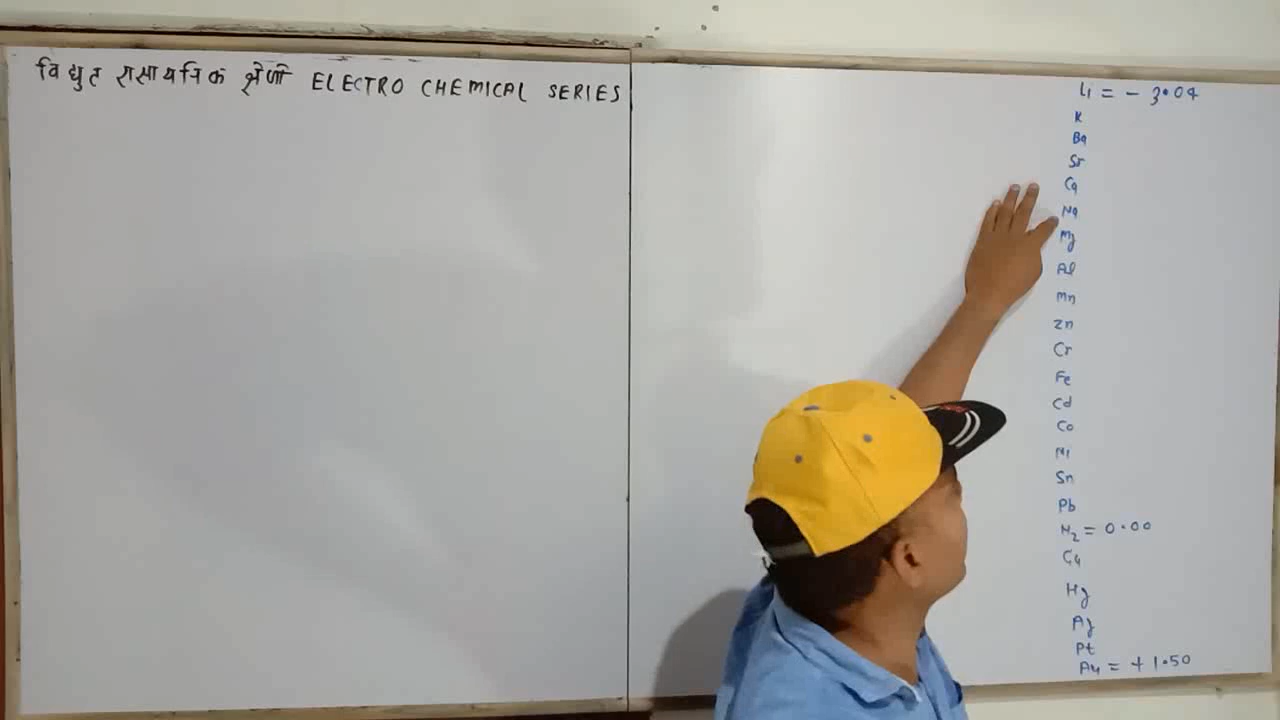 विद्युत रासायनिक श्रेणी ELECTRO CHEMICAL SERIES
Li = - 3.04
K
Ba
Sr
Ca
Na
Mg
Al
Mn
Zn
Cr
Fe
Cd
Co
Ni
Sn
Pb
H₂ = 0.00
Cu
Hg
Ag
Pt
Au = + 1.50